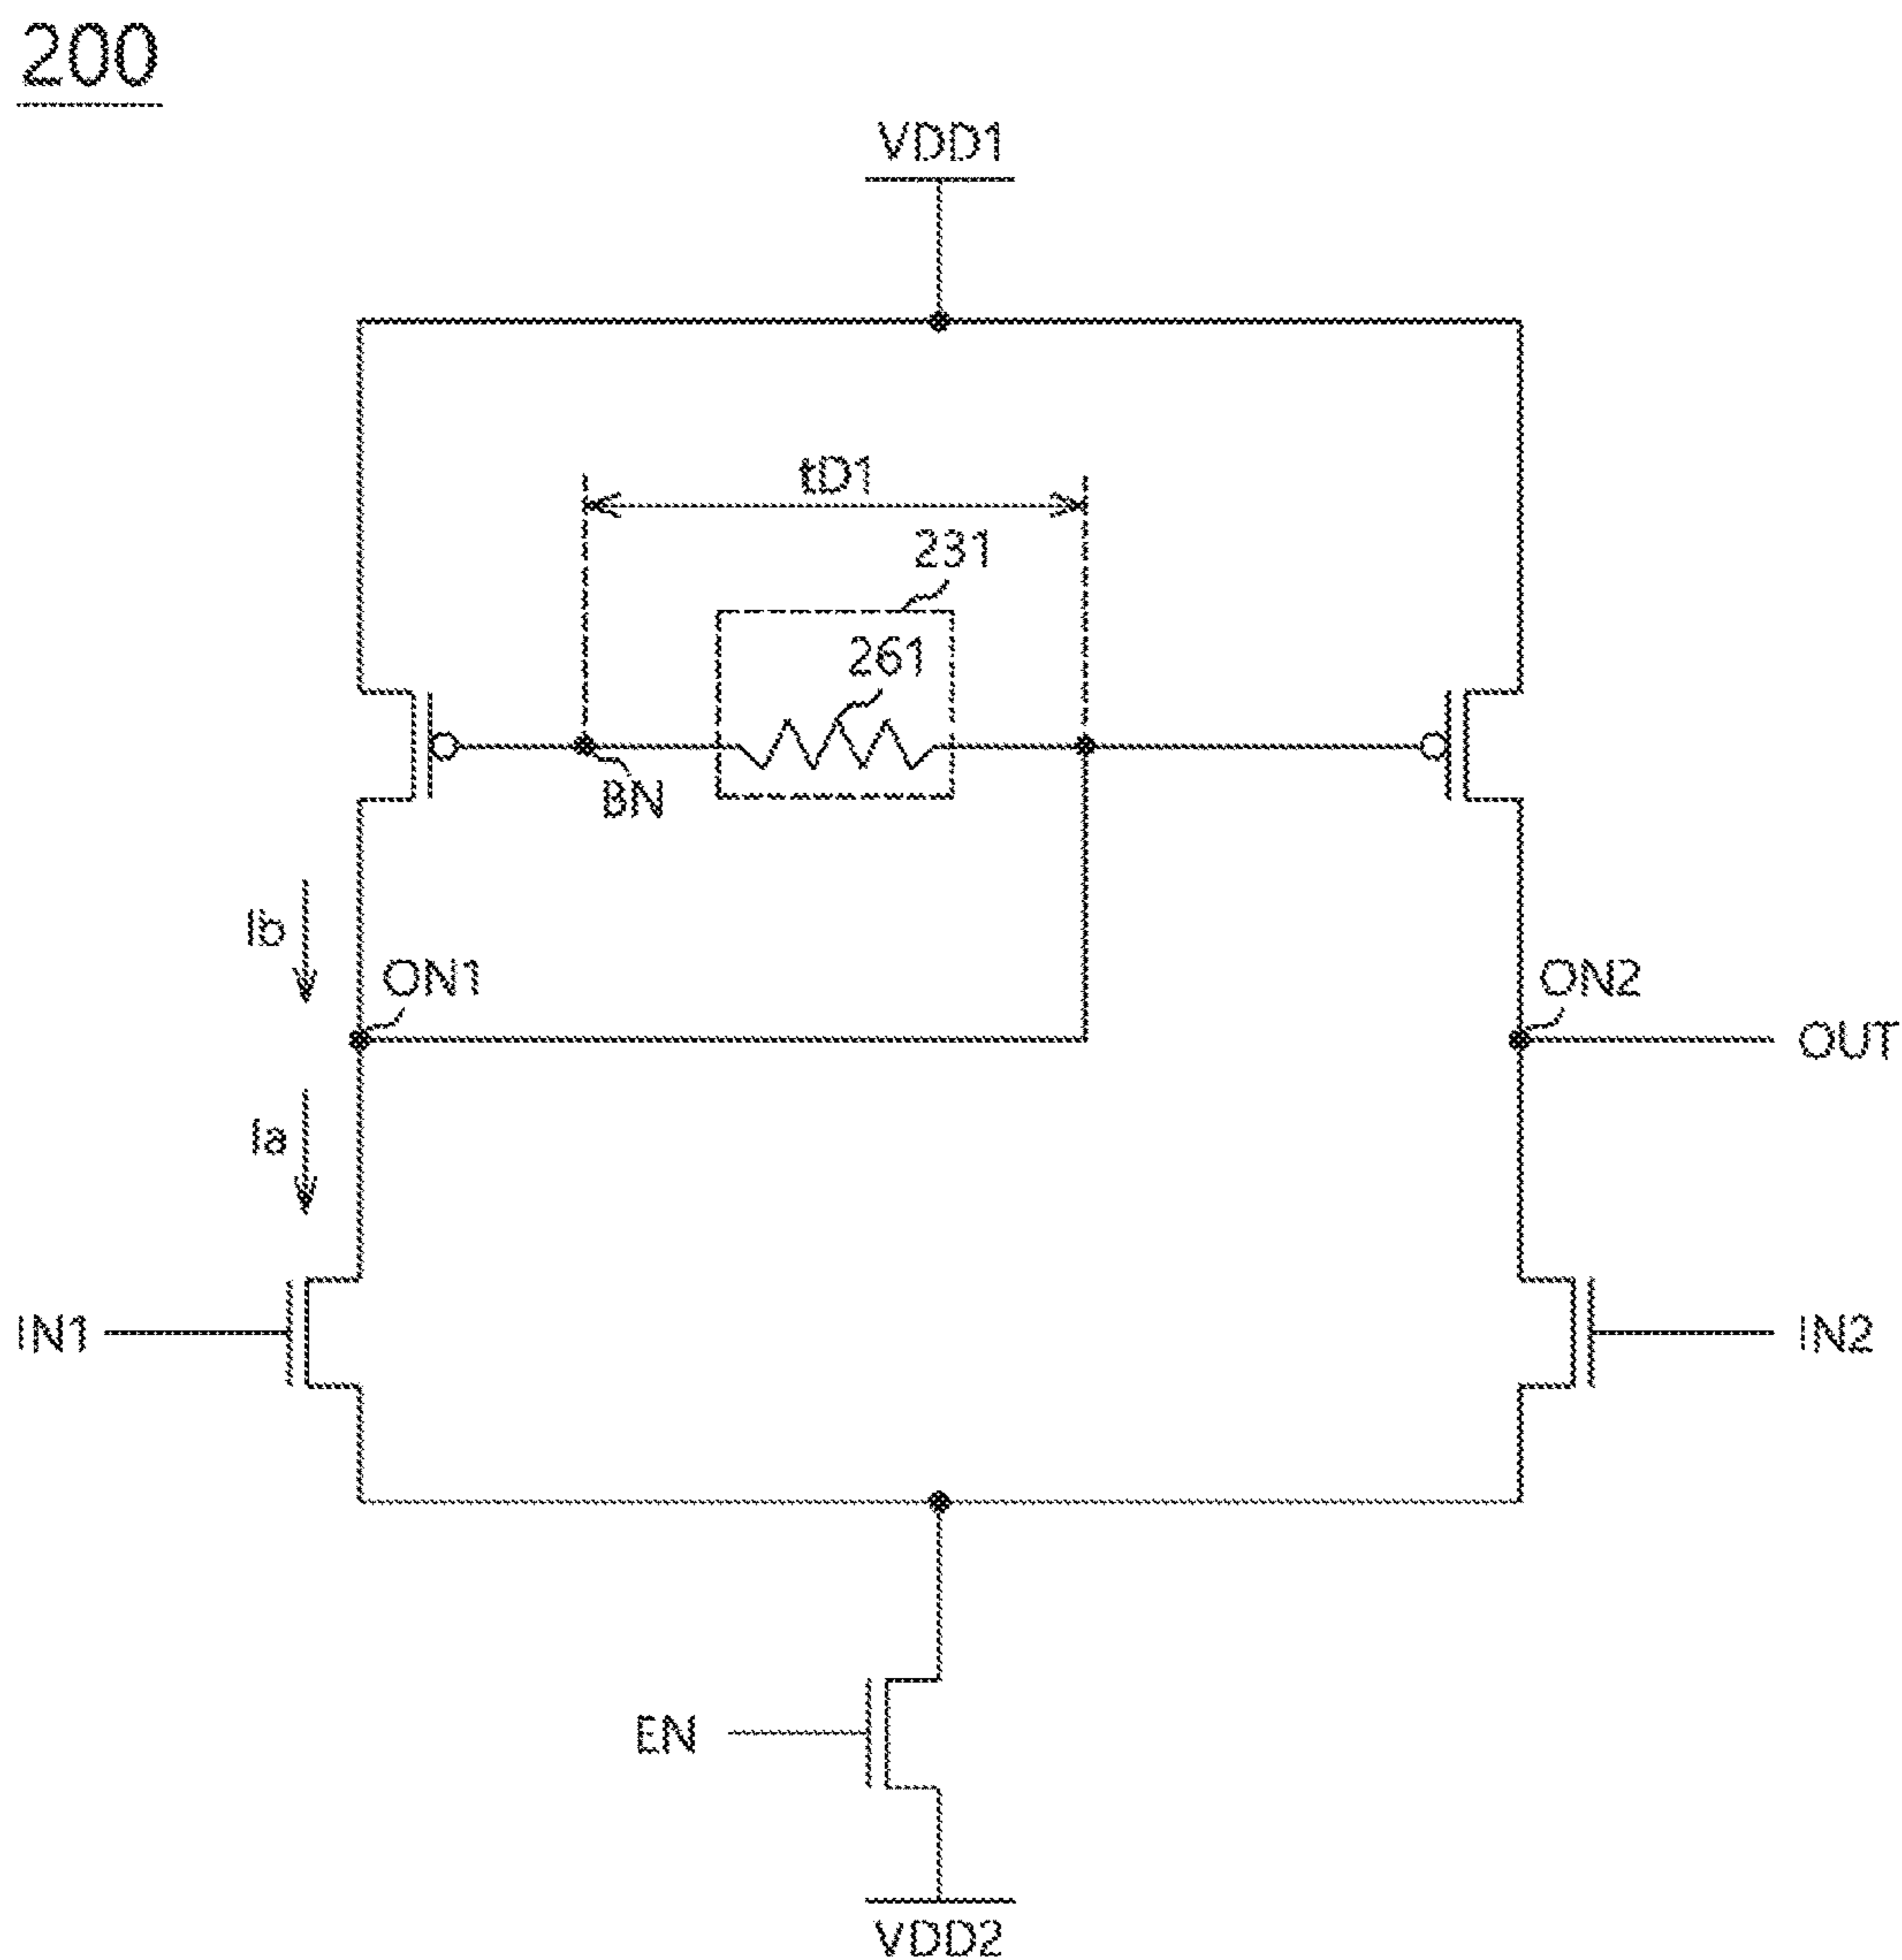 200
VDD1
tD1
231
261
BN
Ib
ON1
ON2
OUT
Ia
IN1
IN2
EN
VDD2